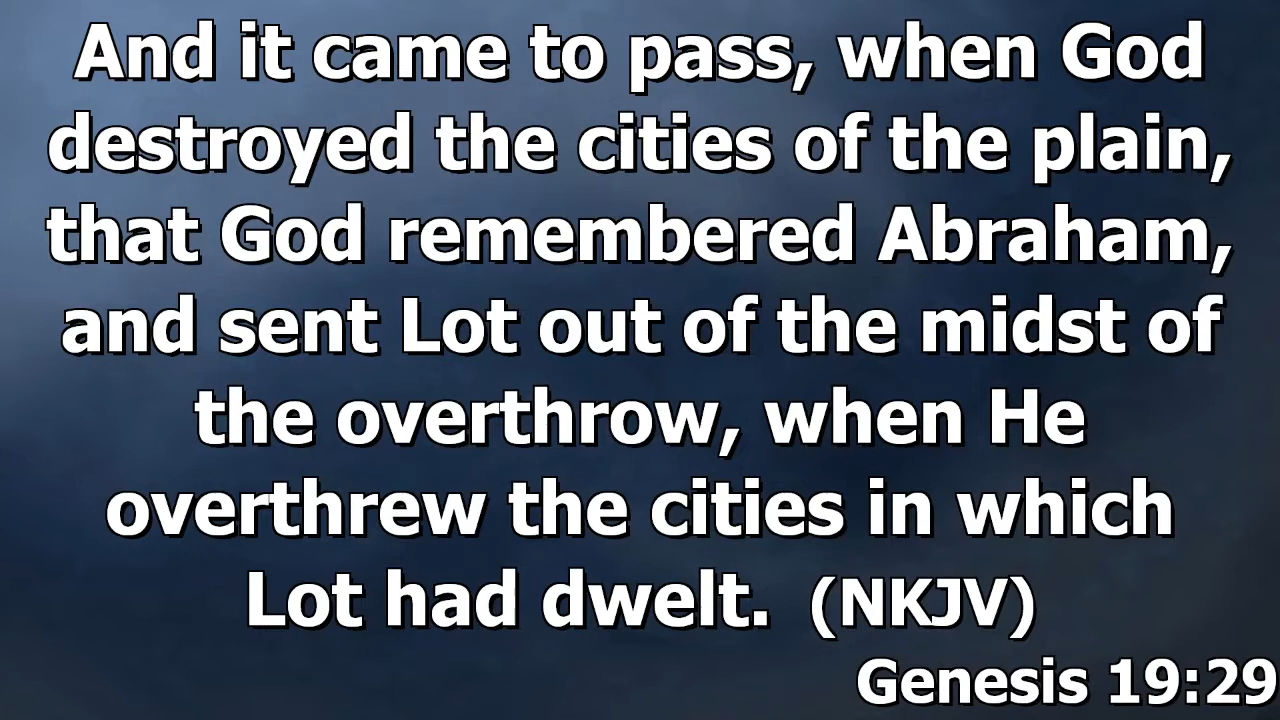 And it came to pass, when God
destroyed the cities of the plain,
that God remembered Abraham,
and sent Lot out of the midst of
the overthrow, when He
overthrew the cities in which
Lot had dwelt. (NKJV)
Genesis 19:29